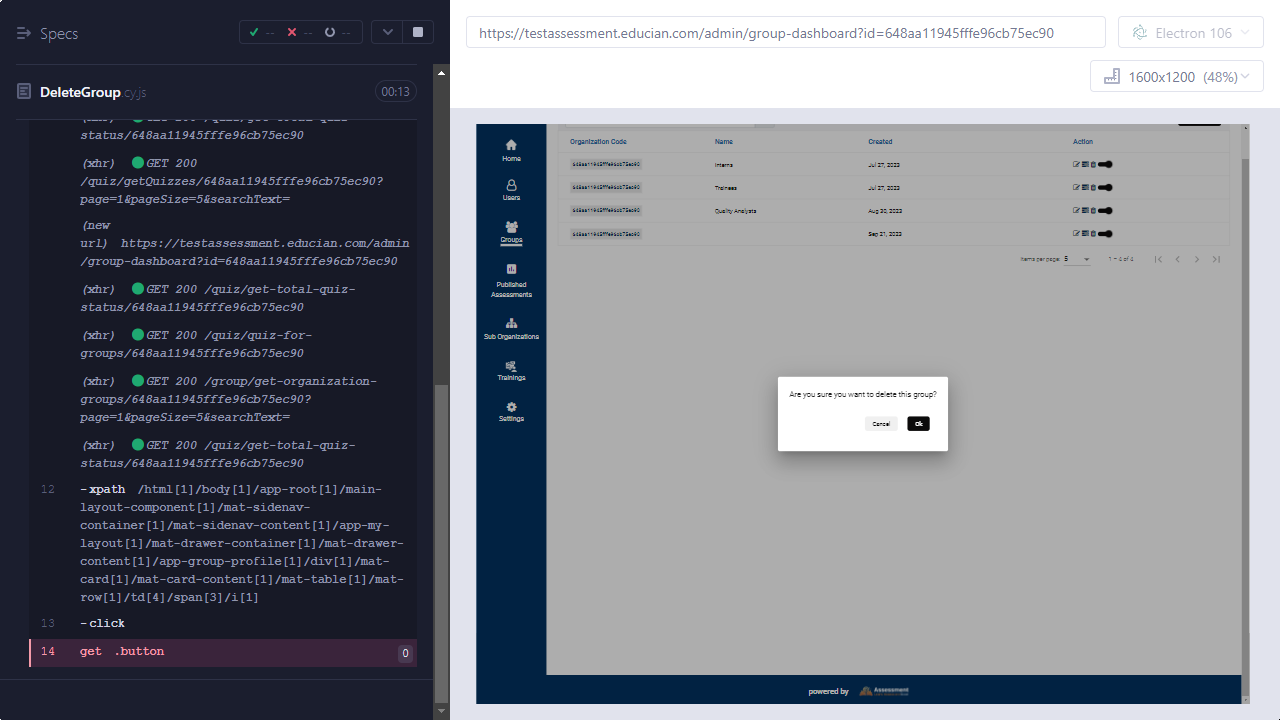 Specs
--
--
--
https://testassessment.educian.com/admin/group-dashboard?id=648aa11945fffe96cb75ec90
Electron 106
1600x1200 (48%)
DeleteGroup.cy.js
00:13
status/648aa11945fffe96cb75ec90
(xhr) GET 200
/quiz/getQuizzes/648aa11945fffe96cb75ec90?
page=1&pageSize=5&searchText=
(new
url) https://testassessment.educian.com/admin
/group-dashboard?id=648aa11945fffe96cb75ec90
(xhr) GET 200 /quiz/get-total-quiz-
status/648aa11945fffe96cb75ec90
(xhr) GET 200 /quiz/quiz-for-
groups/648aa11945fffe96cb75ec90
(xhr) GET 200 /group/get-organization-
groups/648aa11945fffe96cb75ec90?
page=1&pageSize=5&searchText=
(xhr) GET 200 /quiz/get-total-quiz-
status/648aa11945fffe96cb75ec90
12 -xpath /html[1]/body[1]/app-root[1]/main-
layout-component[1]/mat-sidenav-
container[1]/mat-sidenav-content[1]/app-my-
layout[1]/mat-drawer-container[1]/mat-drawer-
content[1]/app-group-profile[1]/div[1]/mat-
card[1]/mat-card-content[1]/mat-table[1]/mat-
row[1]/td[4]/span[3]/i[1]
13 -click
14 get .button 0
Home
Users
Groups
Published
Assessments
Sub Organizations
Trainings
Settings
Organization Code Name Created Action
648aa11945fffe96cb75ec90 Interns Jul 27, 2023
648aa11945fffe96cb75ec90 Trainees Jul 27, 2023
648aa11945fffe96cb75ec90 Quality Analysts Aug 30, 2023
648aa11945fffe96cb75ec90 Sep 21, 2023
Items per page: 5 1 – 4 of 4
Are you sure you want to delete this group?
Cancel Ok
powered by Assessment